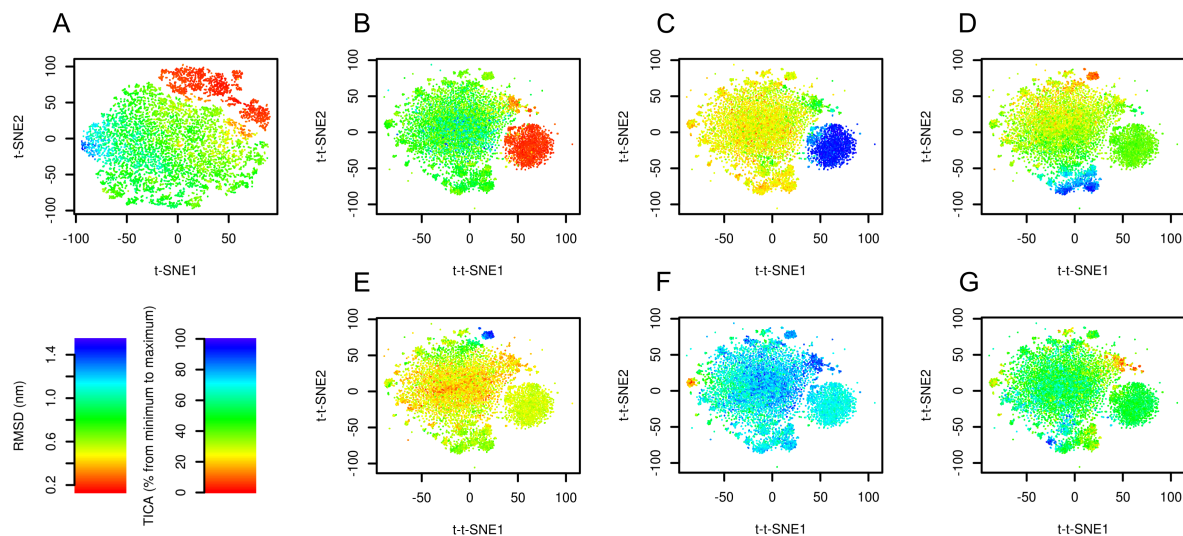 A B C D
100 50 0 -50 -100
t-SNE2
-100 -50 0 50
t-SNE1
100 50 0 -50 -100
t-t-SNE2
-50 0 50 100
t-t-SNE1
100 50 0 -50 -100
t-t-SNE2
-50 0 50 100
t-t-SNE1
100 50 0 -50 -100
t-t-SNE2
-50 0 50 100
t-t-SNE1
RMSD (nm)
0.2 0.6 1.0 1.4
TICA (% from minimum to maximum)
0 20 40 60 80 100
E F G
100 50 0 -50 -100
t-t-SNE2
-50 0 50 100
t-t-SNE1
100 50 0 -50 -100
t-t-SNE2
-50 0 50 100
t-t-SNE1
100 50 0 -50 -100
t-t-SNE2
-50 0 50 100
t-t-SNE1